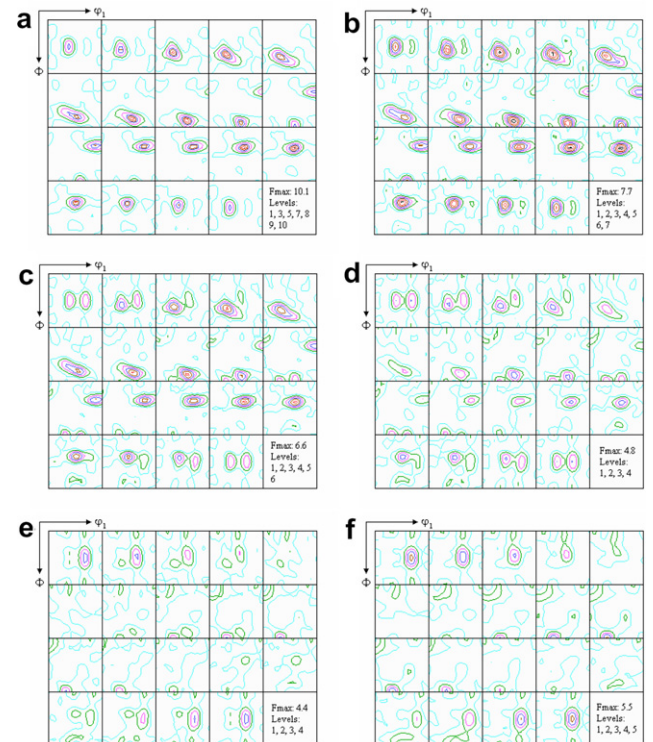 a
φ1
Φ
Fmax: 10.1
Levels:
1, 3, 5, 7, 8
9, 10
b
φ1
Φ
Fmax: 7.7
Levels:
1, 2, 3, 4, 5
6, 7
c
φ1
Φ
Fmax: 6.6
Levels:
1, 2, 3, 4, 5
6
d
φ1
Φ
Fmax: 4.8
Levels:
1, 2, 3, 4
e
φ1
Φ
Fmax: 4.4
Levels:
1, 2, 3, 4
f
φ1
Φ
Fmax: 5.5
Levels:
1, 2, 3, 4, 5